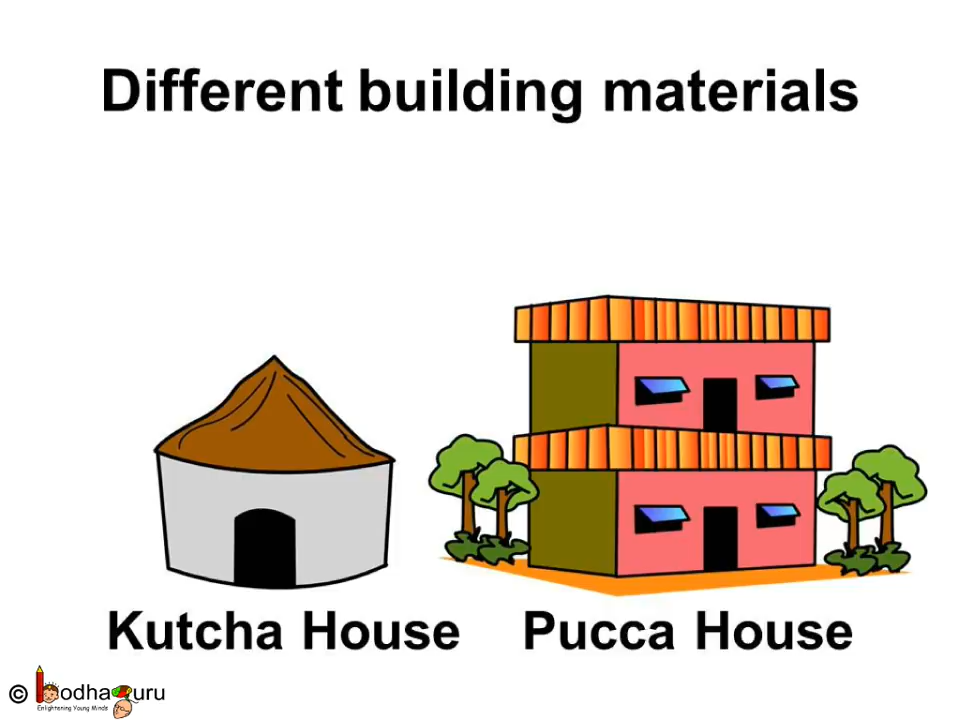 Different building materials
Kutcha House Pucca House
© BodhaGuru
Enlightening Young Minds